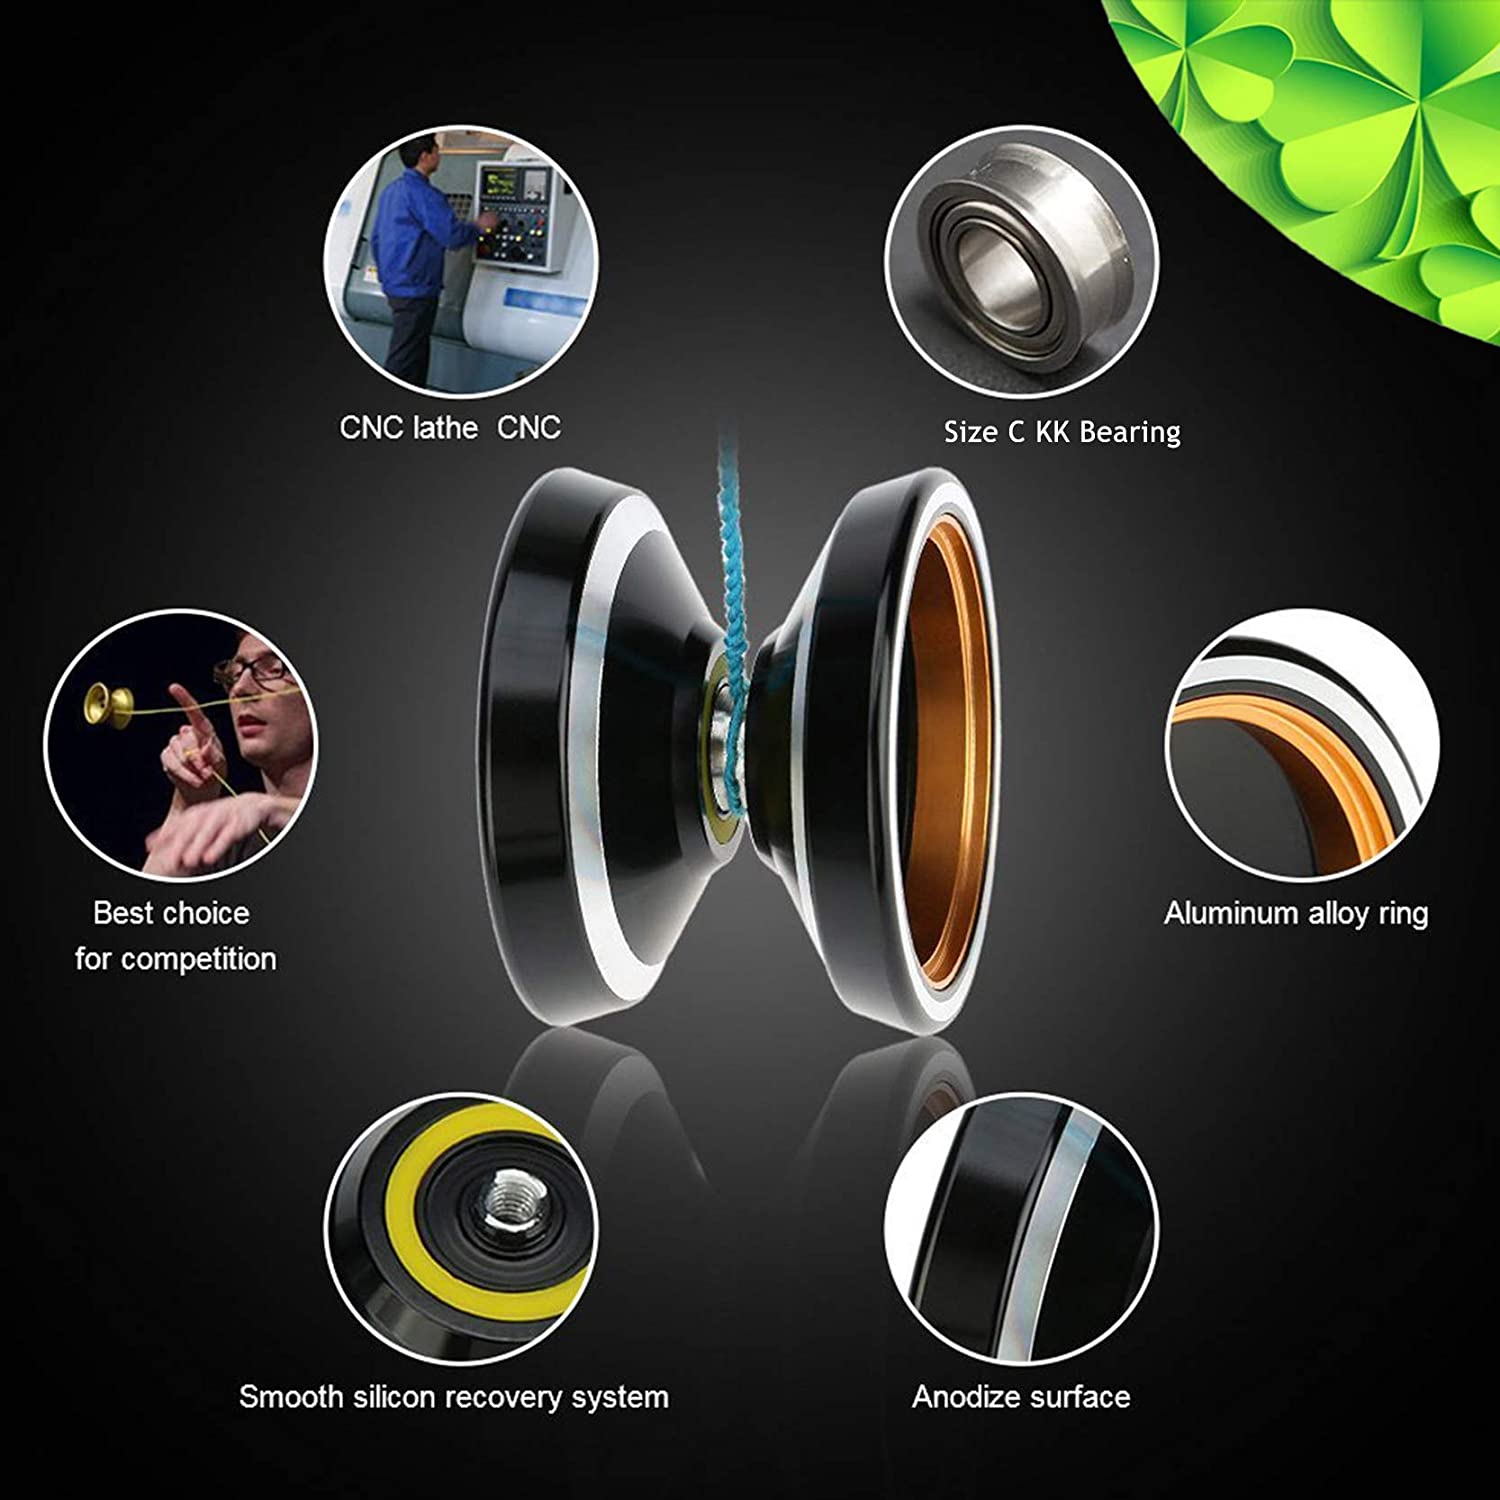 CNC lathe  CNC
Size C KK Bearing
Best choice
for competition
Aluminum alloy ring
Smooth silicon recovery system
Anodize surface